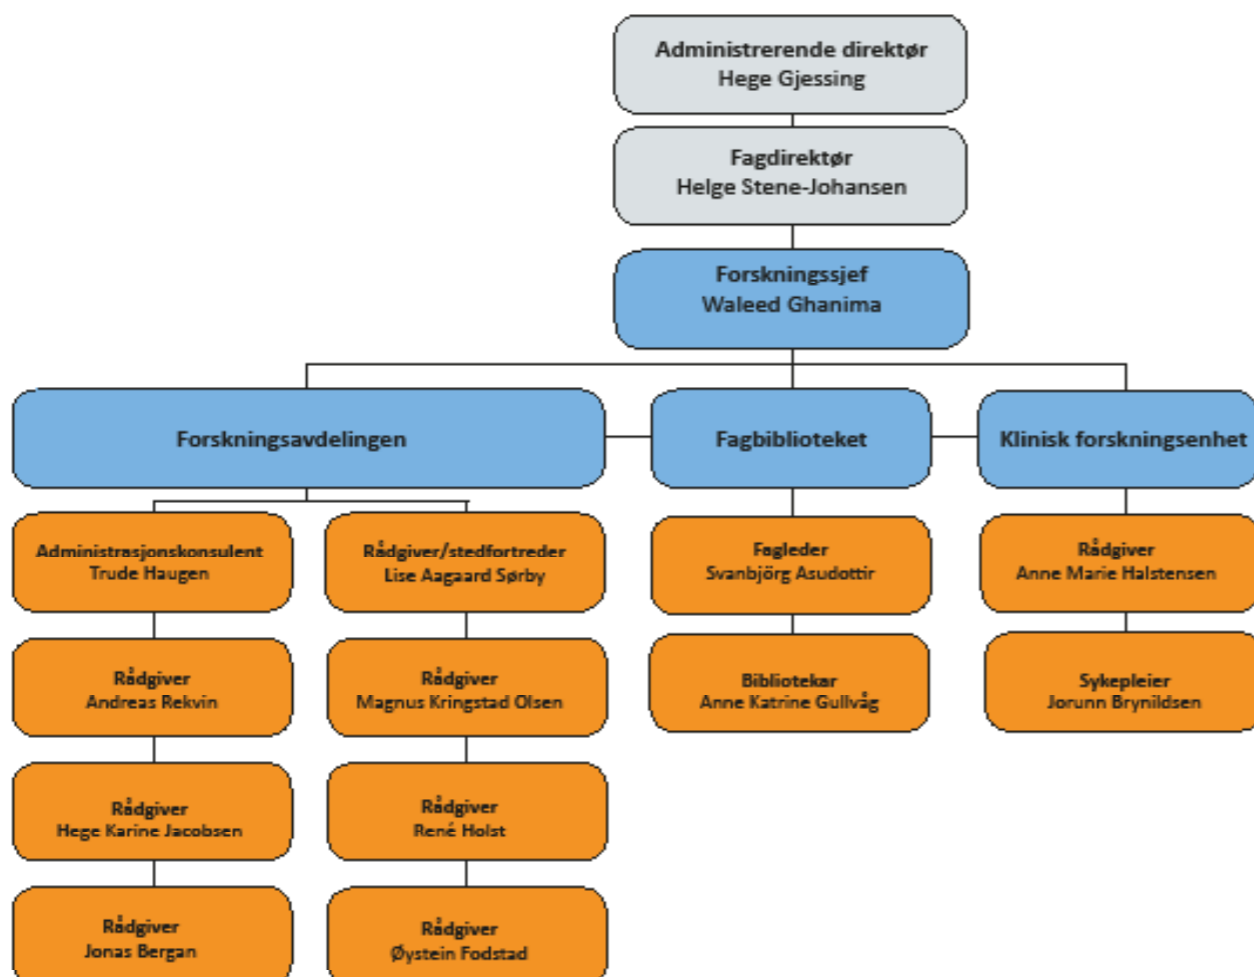 Administrerende direktør
Hege Gjessing
Fagdirektør
Helge Stene-Johansen
Forskningssjef
Waleed Ghanima
Forskningsavdelingen
Fagbiblioteket
Klinisk forskningsenhet
Administrasjonskonsulent
Trude Haugen
Rådgiver/stedfortreder
Lise Aagaard Sørby
Fagleder
Svanbjörg Asudottir
Rådgiver
Anne Marie Halstensen
Rådgiver
Andreas Rekvin
Rådgiver
Magnus Kringstad Olsen
Bibliotekar
Anne Katrine Gullvåg
Sykepleier
Jorunn Brynildsen
Rådgiver
Hege Karine Jacobsen
Rådgiver
René Holst
Rådgiver
Jonas Bergan
Rådgiver
Øystein Fodstad